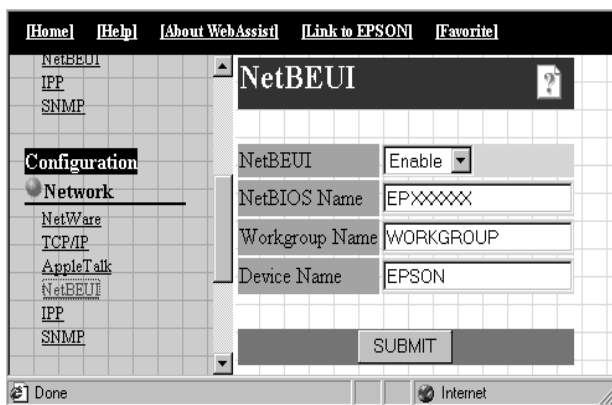 [Home] [Help] [About WebAssist] [Link to EPSON] [Favorite]
NetBEUI
IPP
SNMP
Configuration
Network
NetWare
TCP/IP
AppleTalk
NetBEUI
IPP
SNMP
NetBEUI
?
NetBEUI Enable
NetBIOS Name EPXXXXXX
Workgroup Name WORKGROUP
Device Name EPSON
SUBMIT
Done Internet